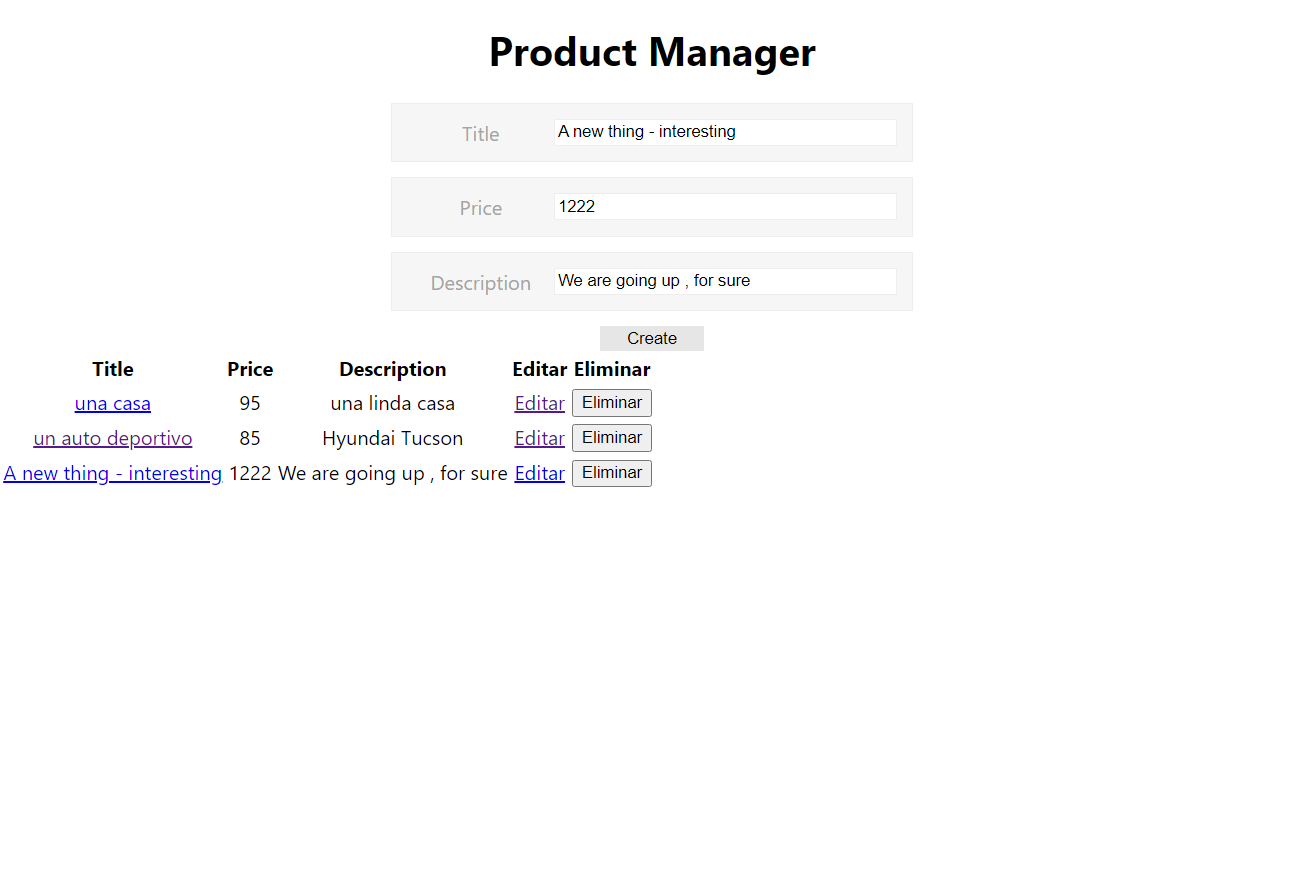 Product Manager
Title A new thing - interesting
Price 1222
Description We are going up , for sure
Create
Title Price Description Editar Eliminar
una casa 95 una linda casa Editar Eliminar
un auto deportivo 85 Hyundai Tucson Editar Eliminar
A new thing - interesting 1222 We are going up , for sure Editar Eliminar